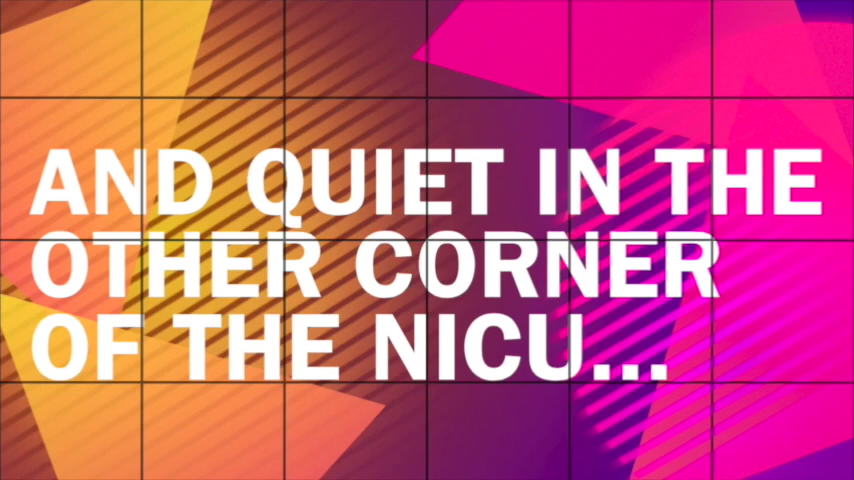 AND QUIET IN THE
OTHER CORNER
OF THE NICU...